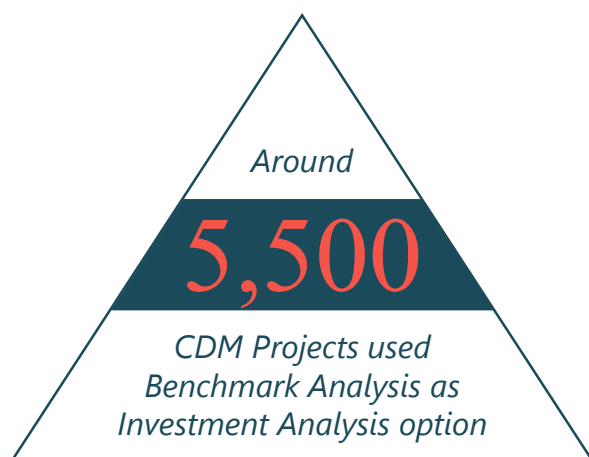 Around
5,500
CDM Projects used
Benchmark Analysis as
Investment Analysis option